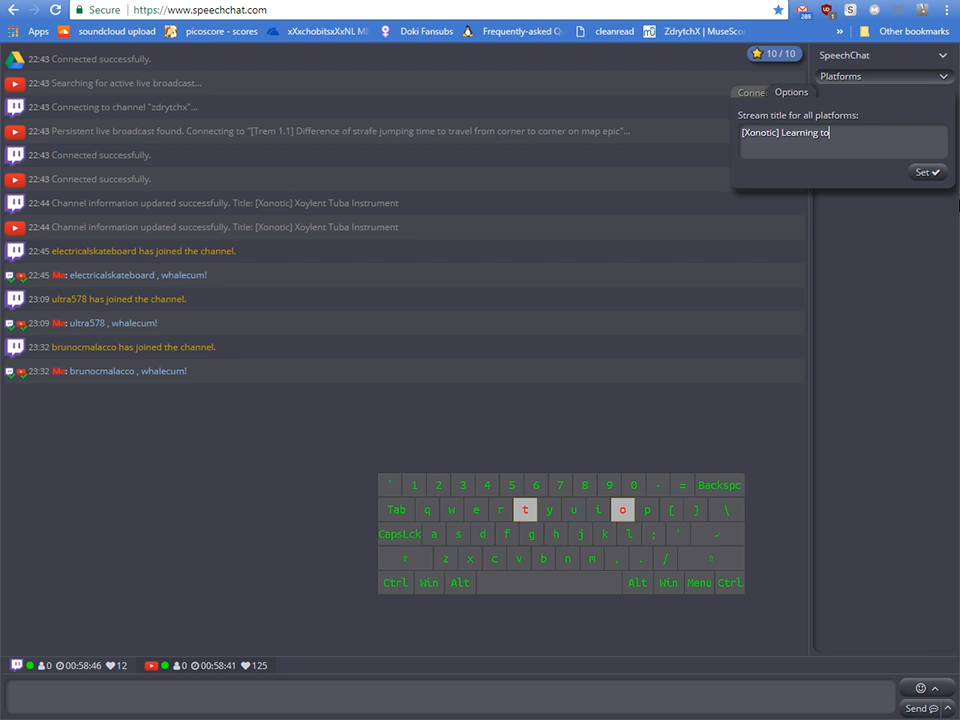 Secure https://www.speechchat.com 289
Apps soundcloud upload picoscore - scores xXxchobitsxXxNL M Doki Fansubs Frequently-asked Q cleanread ZdrytchX | MuseSco » Other bookmarks
22:43 Connected successfully.
22:43 Searching for active live broadcast...
22:43 Connecting to channel "zdrytchx"...
22:43 Persistent live broadcast found. Connecting to "[Trem 1.1] Difference of strafe jumping time to travel from corner to corner on map epic"...
22:43 Connected successfully.
22:43 Connected successfully.
22:44 Channel information updated successfully. Title: [Xonotic] Xoylent Tuba Instrument
22:44 Channel information updated successfully. Title: [Xonotic] Xoylent Tuba Instrument
22:45 electricalskateboard has joined the channel.
22:45 Me: electricalskateboard , whalecum!
23:09 ultra578 has joined the channel.
23:09 Me: ultra578 , whalecum!
23:32 brunocmalacco has joined the channel.
23:32 Me: brunocmalacco , whalecum!
10 / 10
SpeechChat
Platforms
Conne Options
Stream title for all platforms:
[Xonotic] Learning to
Set
` 1 2 3 4 5 6 7 8 9 0 - = Backspc
Tab q w e r t y u i o p [ ] \
CapsLck a s d f g h j k l ; '
z x c v b n m , . /
Ctrl Win Alt Alt Win Menu Ctrl
0 00:58:46 12 0 00:58:41 125
Send